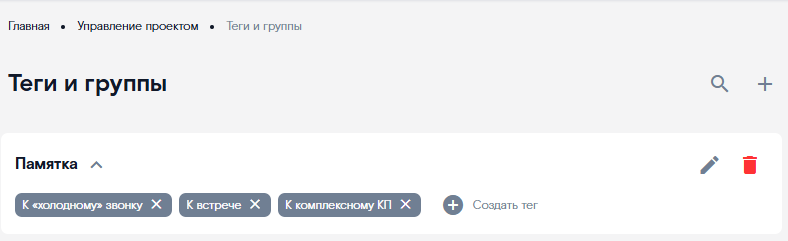 Главная • Управление проектом • Теги и группы
Теги и группы
Памятка
К «холодному» звонку К встрече К комплексному КП Создать тег